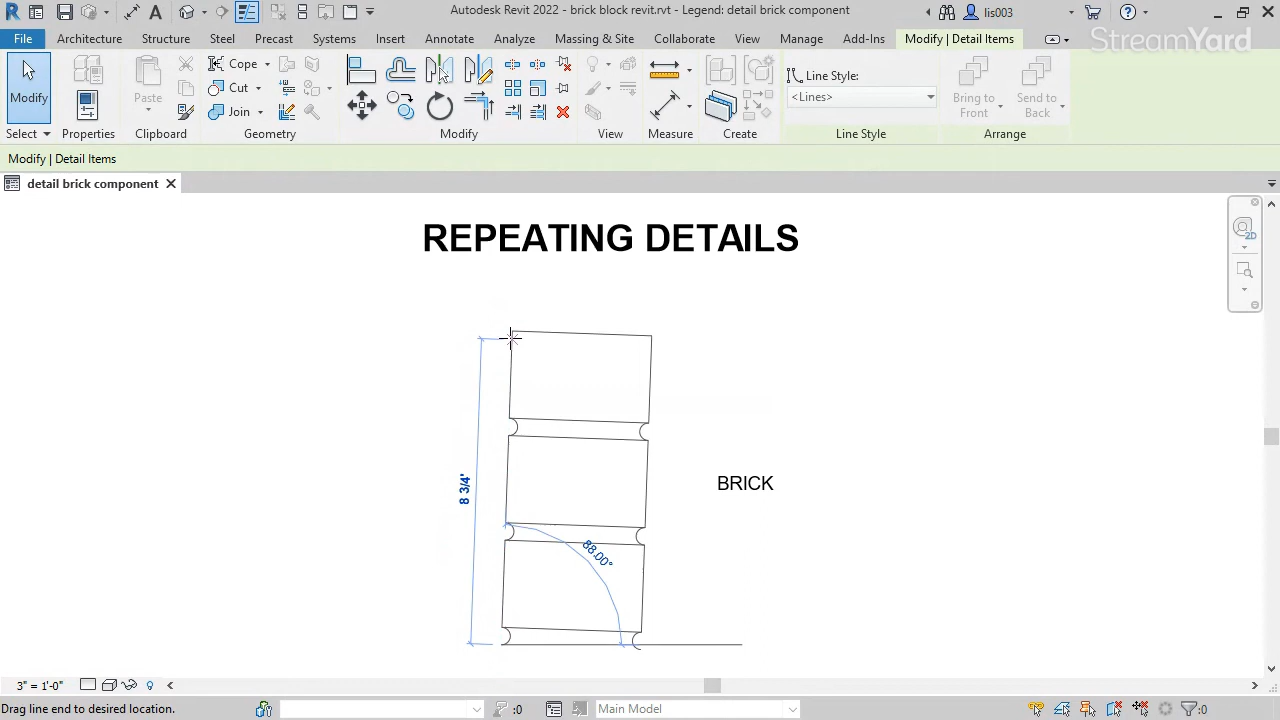 Autodesk Revit 2022 - brick block revit.rvt - Legend: detail brick component
lis003
StreamYard
File Architecture Structure Steel Precast Systems Insert Annotate Analyze Massing & Site Collaborate View Manage Add-Ins Modify | Detail Items
Cope
Line Style:
Modify
Paste
Cut
<Lines>
Bring to Front
Send to Back
Join
Select Properties Clipboard Geometry Modify View Measure Create Line Style Arrange
Modify | Detail Items
detail brick component
2D
REPEATING DETAILS
8 3/4"
BRICK
88.00°
3" = 1'-0"
Drag line end to desired location.
:0
Main Model
:0